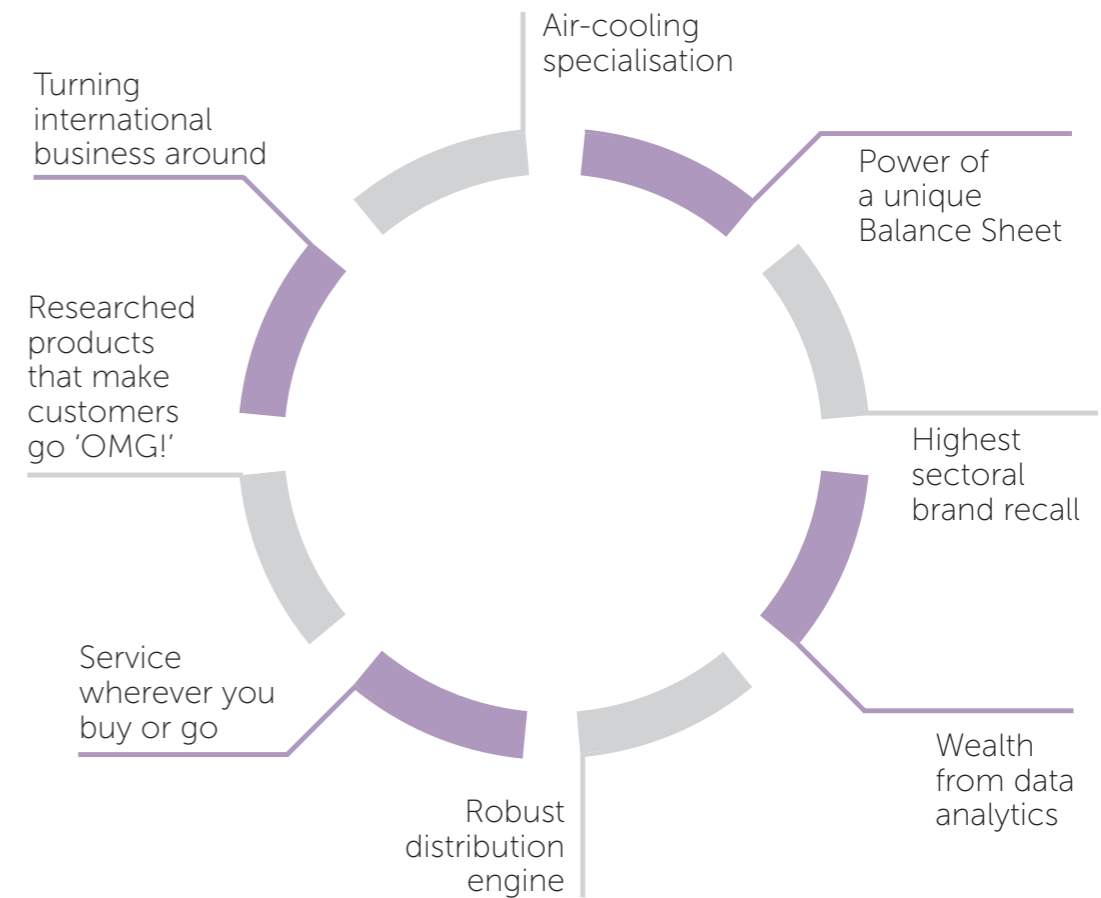 Air-cooling
specialisation
Power of
a unique
Balance Sheet
Highest
sectoral
brand recall
Wealth
from data
analytics
Robust
distribution
engine
Service
wherever you
buy or go
Researched
products
that make
customers
go ‘OMG!’
Turning
international
business around